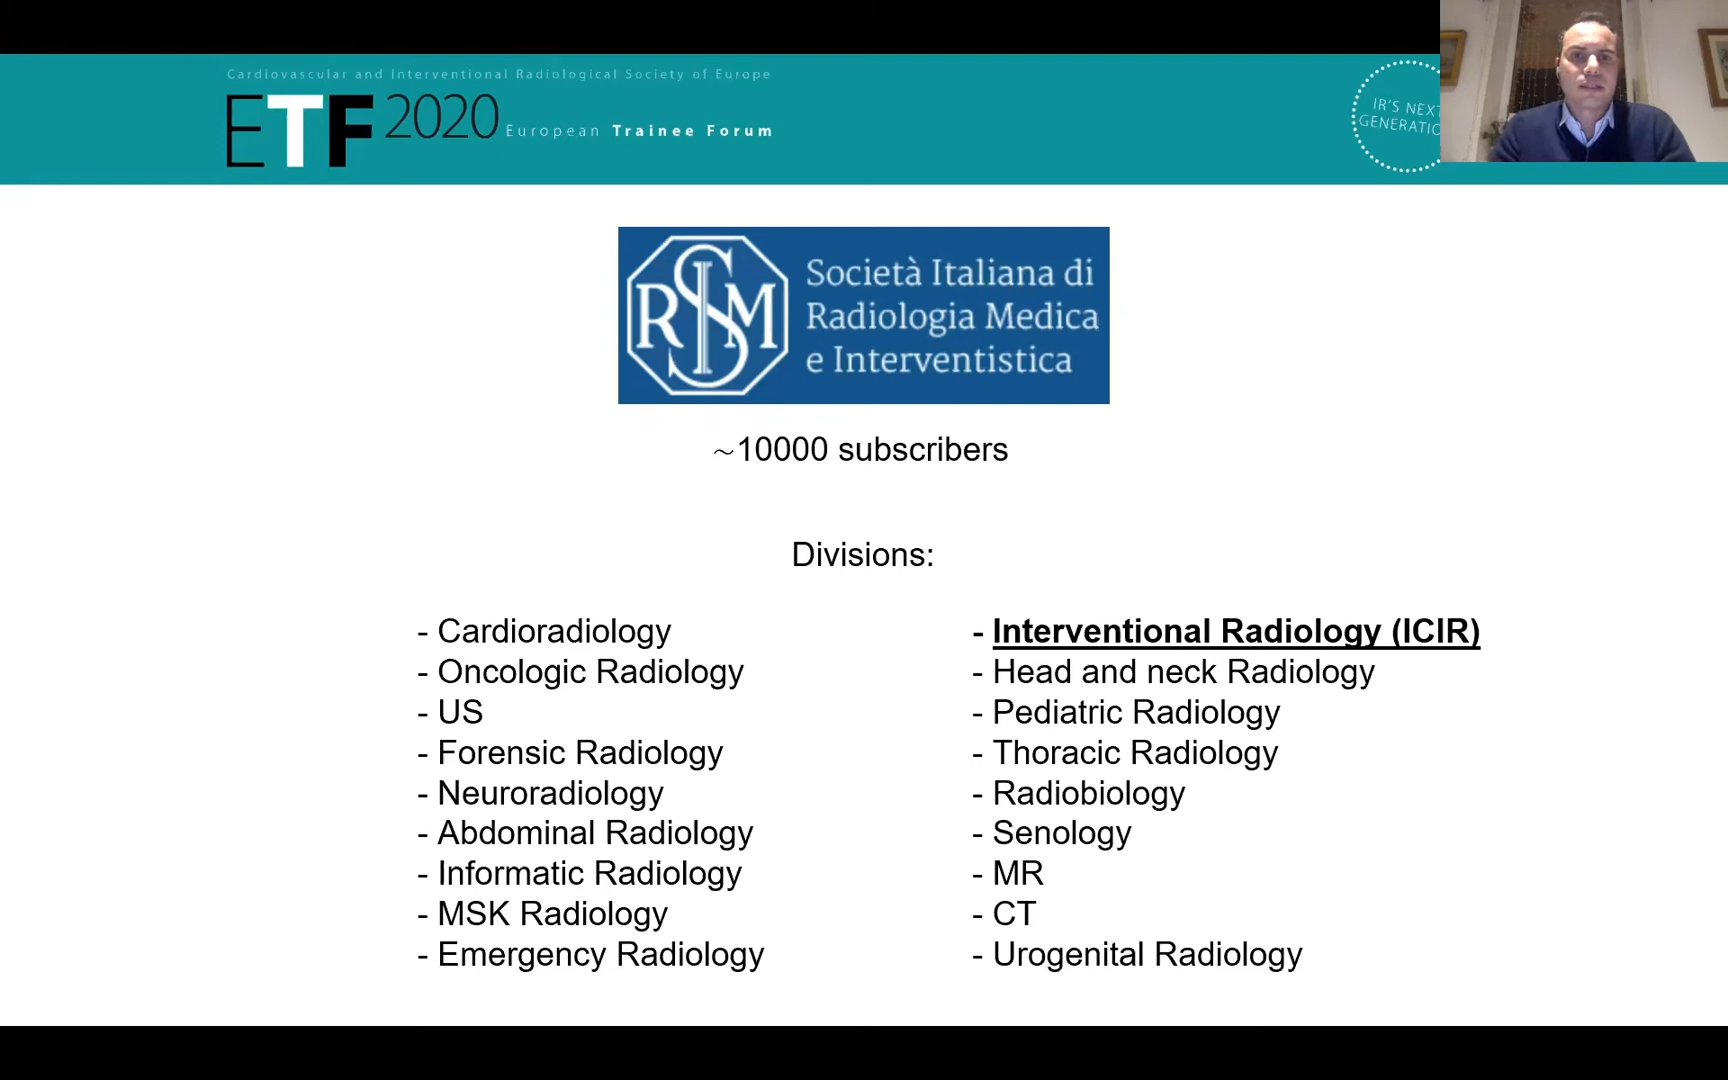 Cardiovascular and Interventional Radiological Society of Europe
ETF 2020 European Trainee Forum
IR'S NEXT
SIRM
Società Italiana di
Radiologia Medica
e Interventistica
~10000 subscribers
Divisions:
- Cardioradiology
- Oncologic Radiology
- US
- Forensic Radiology
- Neuroradiology
- Abdominal Radiology
- Informatic Radiology
- MSK Radiology
- Emergency Radiology
- Interventional Radiology (ICIR)
- Head and neck Radiology
- Pediatric Radiology
- Thoracic Radiology
- Radiobiology
- Senology
- MR
- CT
- Urogenital Radiology